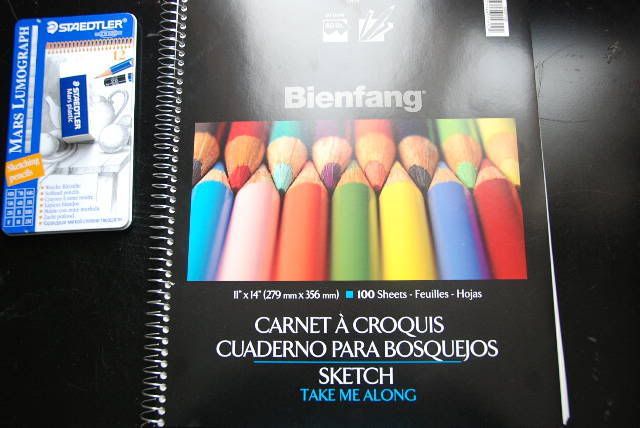 STAEDTLER
12
MARS LUMOGRAPH
STAEDTLER
Mars plastic
Sketching pencils
Bienfang
11" x 14" (279 mm x 356 mm) ■ 100 Sheets - Feuilles - Hojas
CARNET À CROQUIS
CUADERNO PARA BOSQUEJOS
SKETCH
TAKE ME ALONG